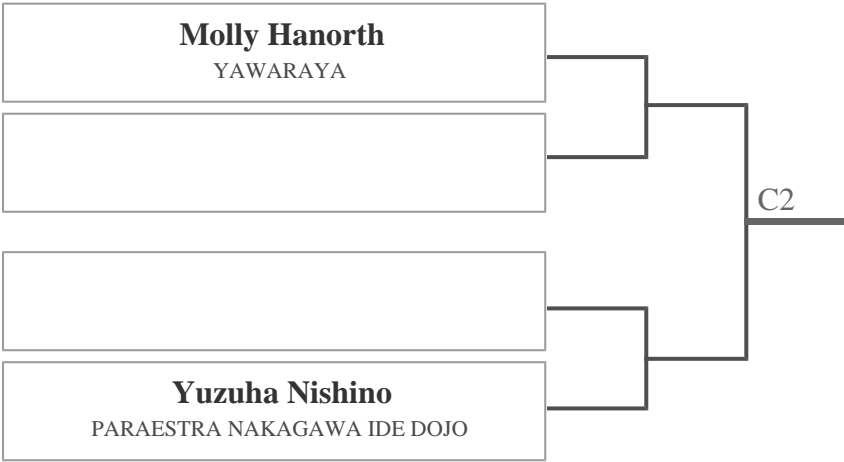 Molly Hanorth
YAWARAYA
C2
Yuzuha Nishino
PARAESTRA NAKAGAWA IDE DOJO